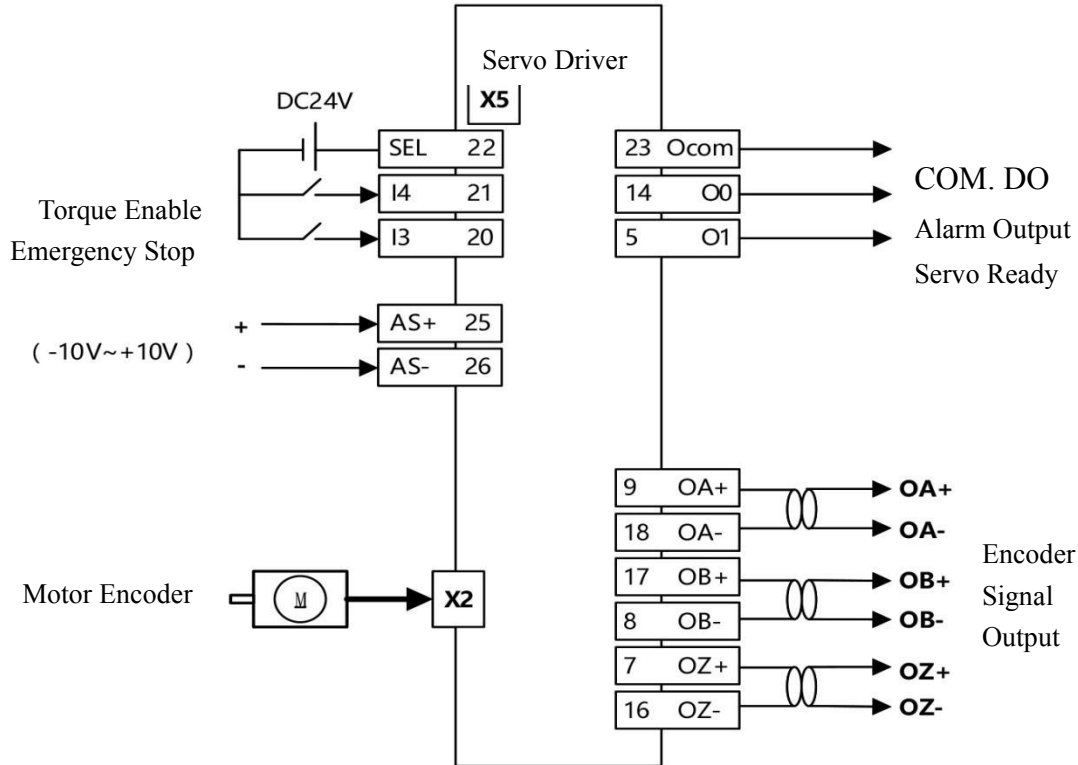 Servo Driver
X5
DC24V
SEL 22
I4 21
I3 20
Torque Enable
Emergency Stop
AS+ 25
AS- 26
+
( -10V~+10V )
-
Motor Encoder
M
X2
23 Ocom
14 O0
5 O1
COM. DO
Alarm Output
Servo Ready
9 OA+
18 OA-
17 OB+
8 OB-
7 OZ+
16 OZ-
OA+
OA-
OB+
OB-
OZ+
OZ-
Encoder
Signal
Output